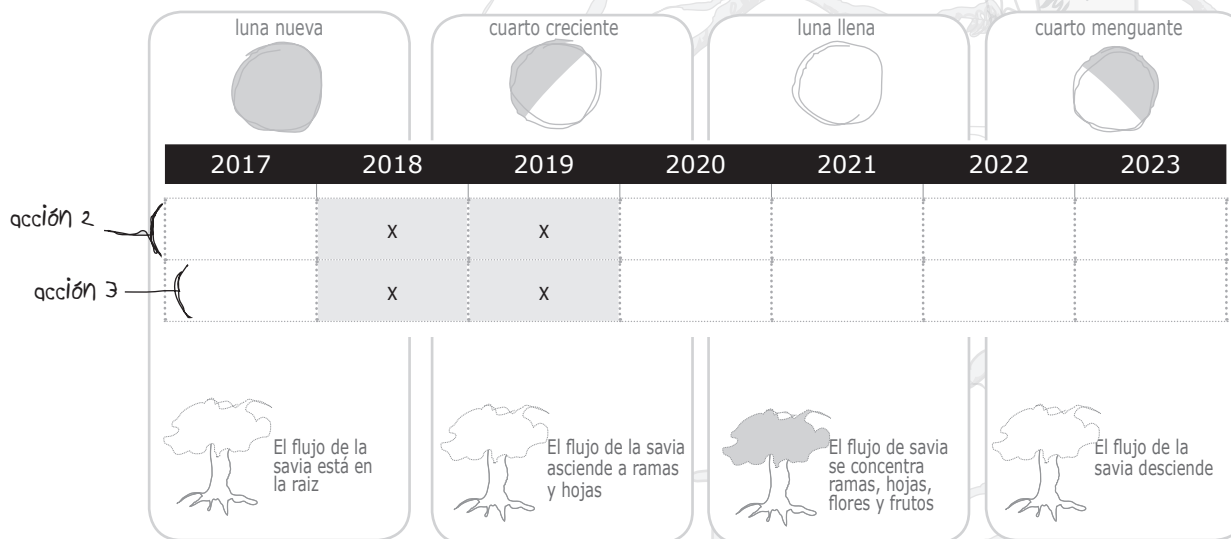 luna nueva
cuarto creciente
luna llena
cuarto menguante
2017 2018 2019 2020 2021 2022 2023
acción 2 x x
acción 3 x x
El flujo de la
savia está en
la raiz
El flujo de la savia
asciende a ramas
y hojas
El flujo de savia
se concentra
ramas, hojas,
flores y frutos
El flujo de la
savia desciende